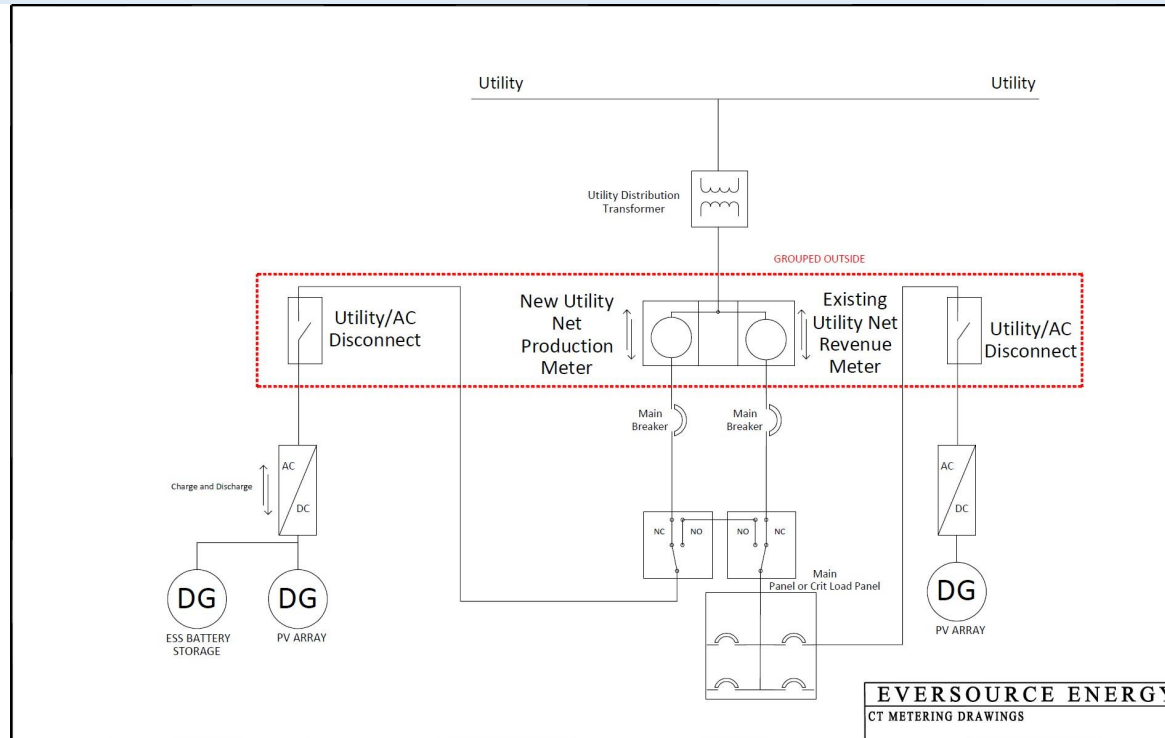 Utility
Utility
Utility Distribution
Transformer
GROUPED OUTSIDE
Utility/AC
Disconnect
New Utility
Net
Production
Meter
Existing
Utility Net
Revenue
Meter
Utility/AC
Disconnect
Main
Breaker
Main
Breaker
Charge and Discharge
AC
DC
AC
DC
NC
NO
NO
NC
Main
Panel or Crit Load Panel
DG
DG
DG
ESS BATTERY
STORAGE
PV ARRAY
PV ARRAY
EVERSOURCE ENERGY
CT METERING DRAWINGS